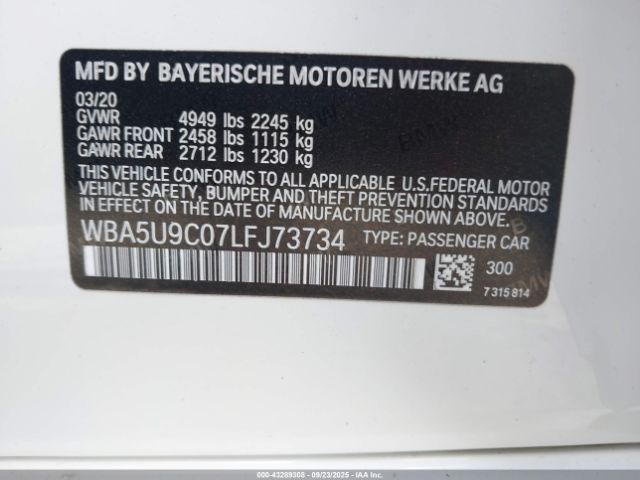 MFD BY BAYERISCHE MOTOREN WERKE AG
03/20
GVWR 4949 lbs 2245 kg
GAWR FRONT 2458 lbs 1115 kg
GAWR REAR 2712 lbs 1230 kg
THIS VEHICLE CONFORMS TO ALL APPLICABLE U.S.FEDERAL MOTOR
VEHICLE SAFETY, BUMPER AND THEFT PREVENTION STANDARDS
IN EFFECT ON THE DATE OF MANUFACTURE SHOWN ABOVE.
WBA5U9C07LFJ73734 TYPE: PASSENGER CAR
300
7315814
000-43289308 - 09/23/2025 - IAA Inc.